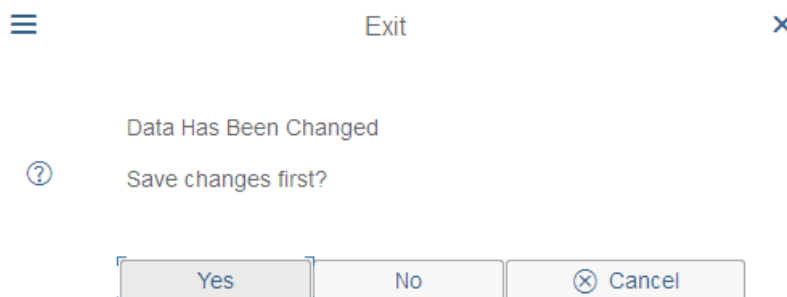 Exit
Data Has Been Changed
Save changes first?
Yes No Cancel